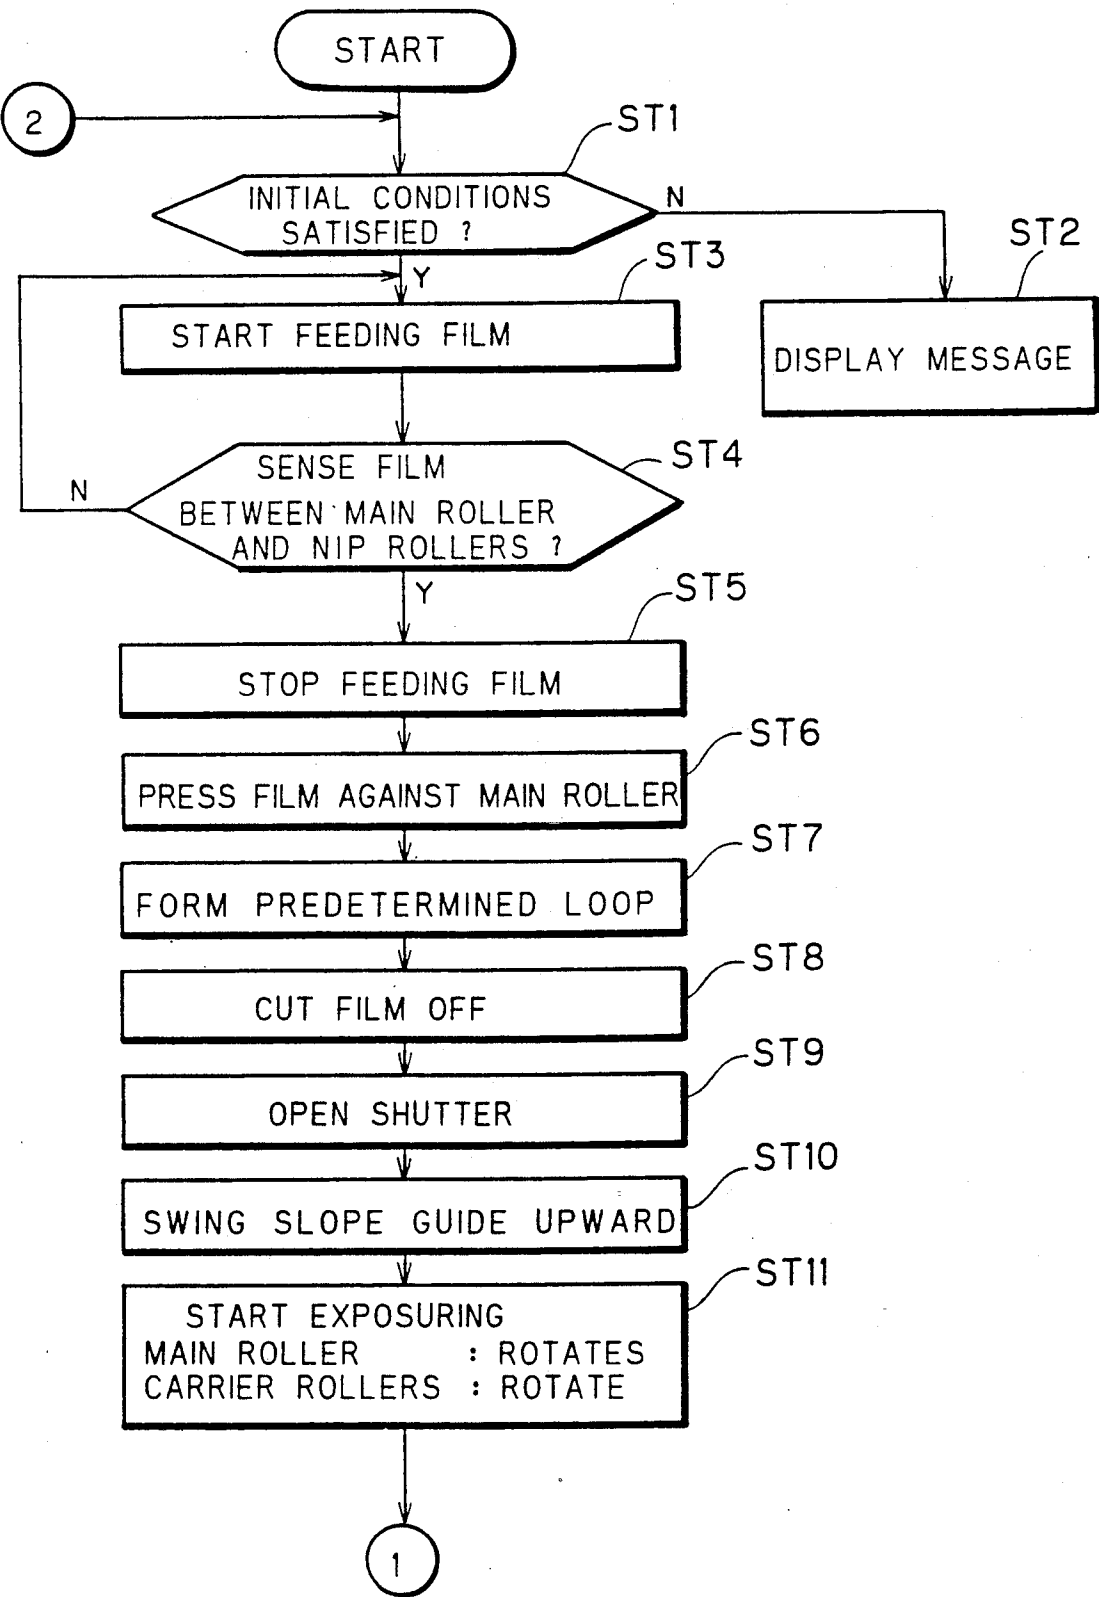 START
2
ST1
INITIAL CONDITIONS
SATISFIED ?
N
ST2
DISPLAY MESSAGE
Y
ST3
START FEEDING FILM
ST4
SENSE FILM
BETWEEN MAIN ROLLER
AND NIP ROLLERS ?
N
Y
ST5
STOP FEEDING FILM
ST6
PRESS FILM AGAINST MAIN ROLLER
ST7
FORM PREDETERMINED LOOP
ST8
CUT FILM OFF
ST9
OPEN SHUTTER
ST10
SWING SLOPE GUIDE UPWARD
ST11
START EXPOSURING
MAIN ROLLER : ROTATES
CARRIER ROLLERS : ROTATE
1